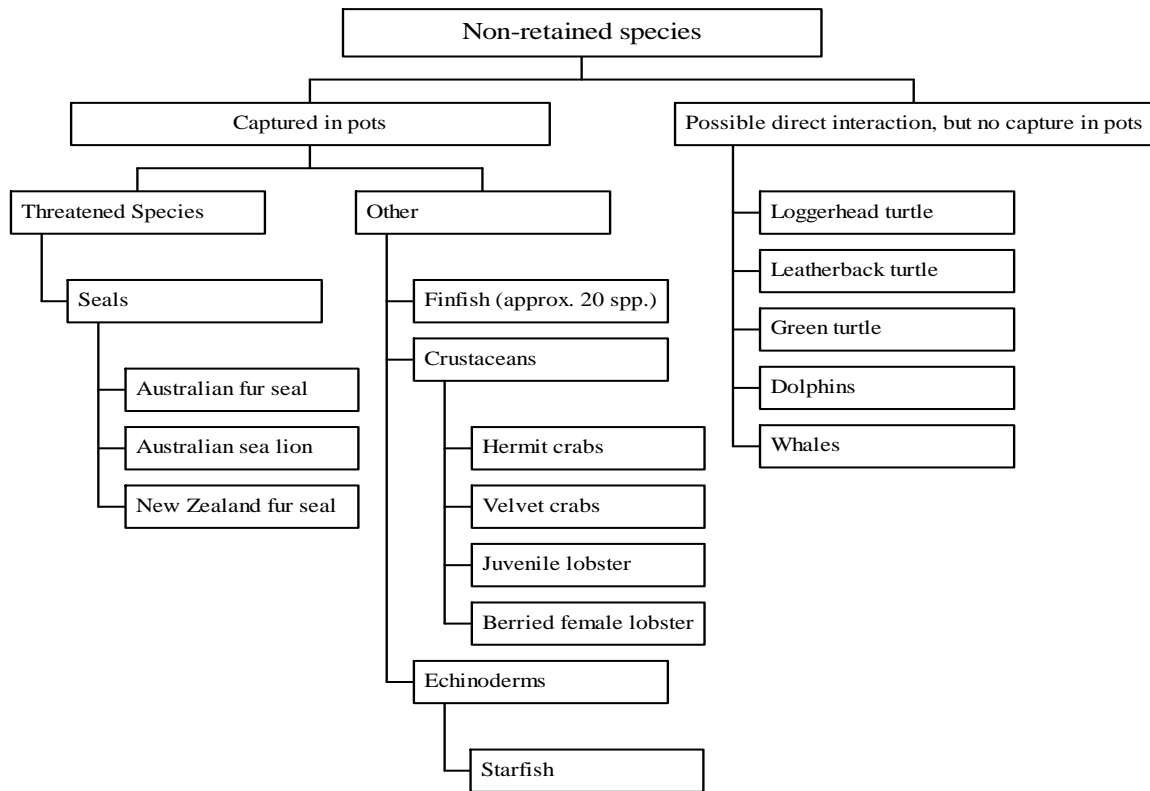 Non-retained species
Captured in pots
Possible direct interaction, but no capture in pots
Threatened Species
Other
Seals
Australian fur seal
Australian sea lion
New Zealand fur seal
Finfish (approx. 20 spp.)
Crustaceans
Hermit crabs
Velvet crabs
Juvenile lobster
Berried female lobster
Echinoderms
Starfish
Loggerhead turtle
Leatherback turtle
Green turtle
Dolphins
Whales